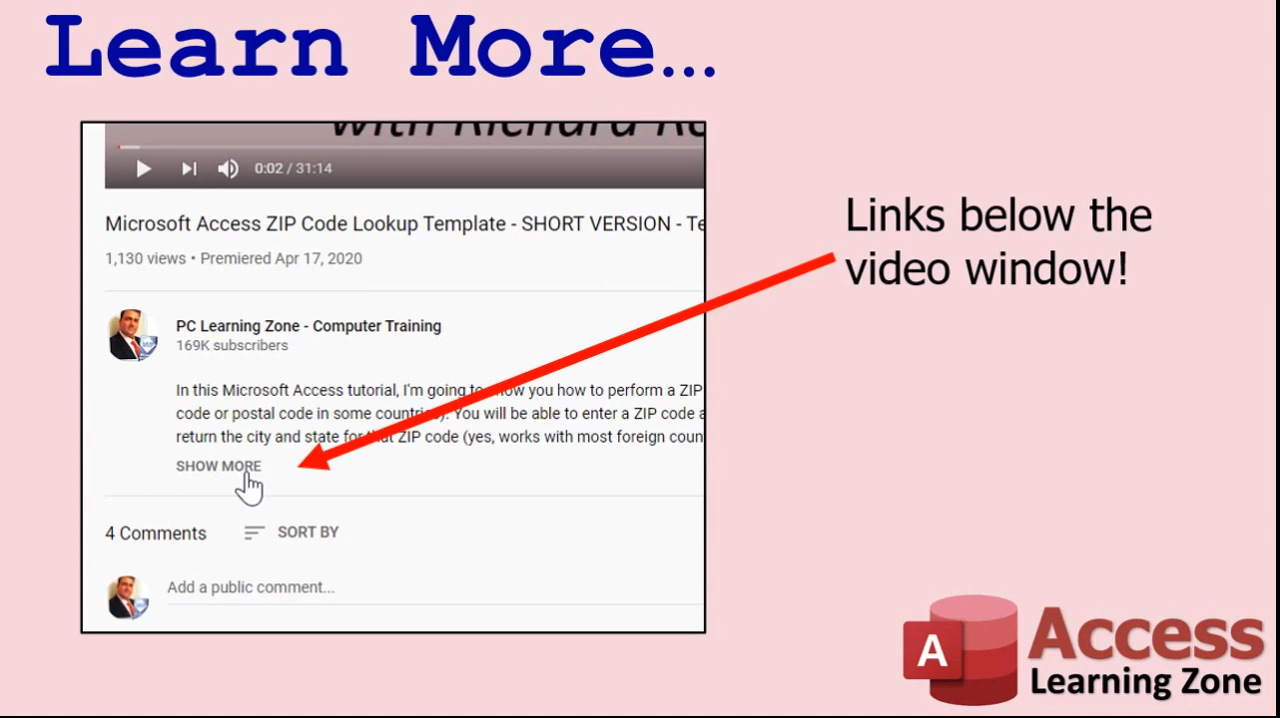 Learn More...
with Richard
0:02 / 31:14
Microsoft Access ZIP Code Lookup Template - SHORT VERSION - Te
1,130 views • Premiered Apr 17, 2020
PC Learning Zone - Computer Training
169K subscribers
In this Microsoft Access tutorial, I'm going to show you how to perform a ZIP
code or postal code in some countries). You will be able to enter a ZIP code a
return the city and state for that ZIP code (yes, works with most foreign coun
SHOW MORE
4 Comments SORT BY
Add a public comment...
Links below the
video window!
A
Access
Learning Zone